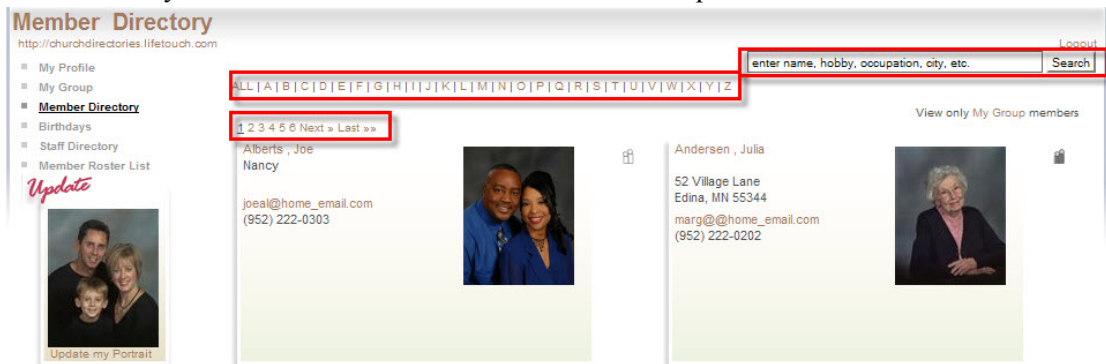 Member Directory
http://churchdirectories.lifetouch.com
Logout
enter name, hobby, occupation, city, etc. Search
My Profile
My Group
Member Directory
Birthdays
Staff Directory
Member Roster List
Update
Update my Portrait
ALL | A | B | C | D | E | F | G | H | I | J | K | L | M | N | O | P | Q | R | S | T | U | V | W | X | Y | Z
View only My Group members
1 2 3 4 5 6 Next » Last »»
Alberts , Joe
Nancy
joeal@home_email.com
(952) 222-0303
Andersen , Julia
52 Village Lane
Edina, MN 55344
marg@@home_email.com
(952) 222-0202